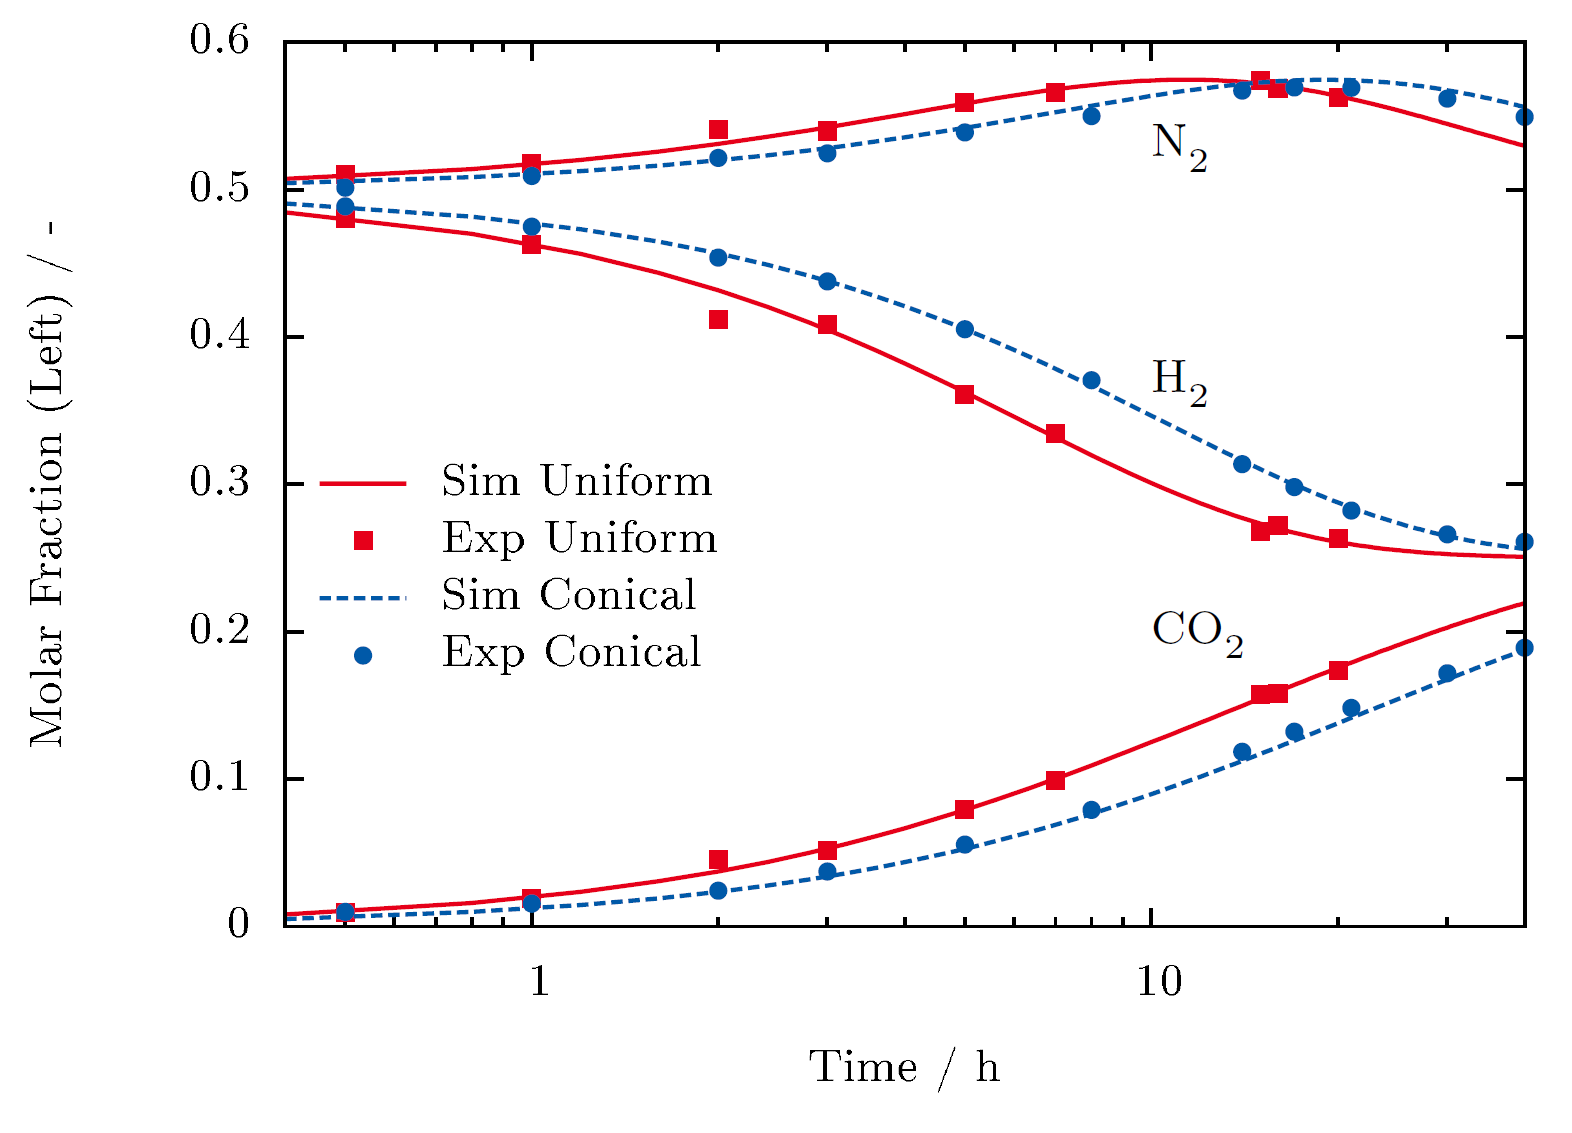 0.6
0.5
0.4
0.3
0.2
0.1
0
Molar Fraction (Left) / -
N2
H2
CO2
Sim Uniform
Exp Uniform
Sim Conical
Exp Conical
1
10
Time / h